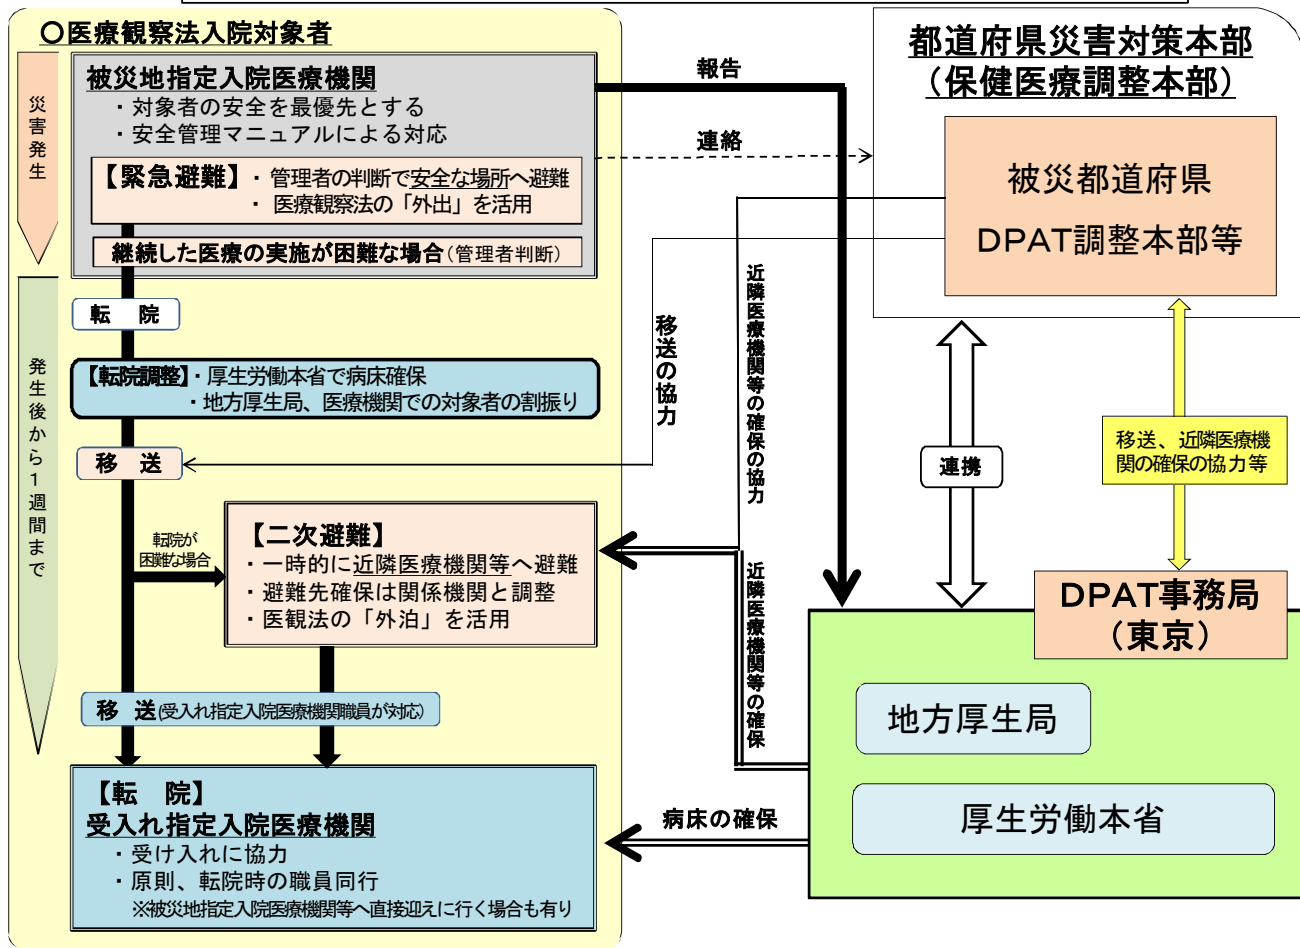 〇医療観察法入院対象者
災害発生
被災地指定入院医療機関
・対象者の安全を最優先とする
・安全管理マニュアルによる対応
【緊急避難】・管理者の判断で安全な場所へ避難
・医療観察法の「外出」を活用
継続した医療の実施が困難な場合(管理者判断)
発生後から1週間まで
転 院
【転院調整】・厚生労働本省で病床確保
・地方厚生局、医療機関での対象者の割振り
移 送
転院が
困難な場合
【二次避難】
・一時的に近隣医療機関等へ避難
・避難先確保は関係機関と調整
・医観法の「外泊」を活用
移 送(受入れ指定入院医療機関職員が対応)
【転 院】
受入れ指定入院医療機関
・受け入れに協力
・原則、転院時の職員同行
※被災地指定入院医療機関等へ直接迎えに行く場合も有り
報告
連絡
移送の協力
近隣医療機関等の確保の協力
近隣医療機関等の確保
病床の確保
都道府県災害対策本部
(保健医療調整本部)
被災都道府県
DPAT調整本部等
連携
移送、近隣医療機
関の確保の協力等
DPAT事務局
(東京)
地方厚生局
厚生労働本省